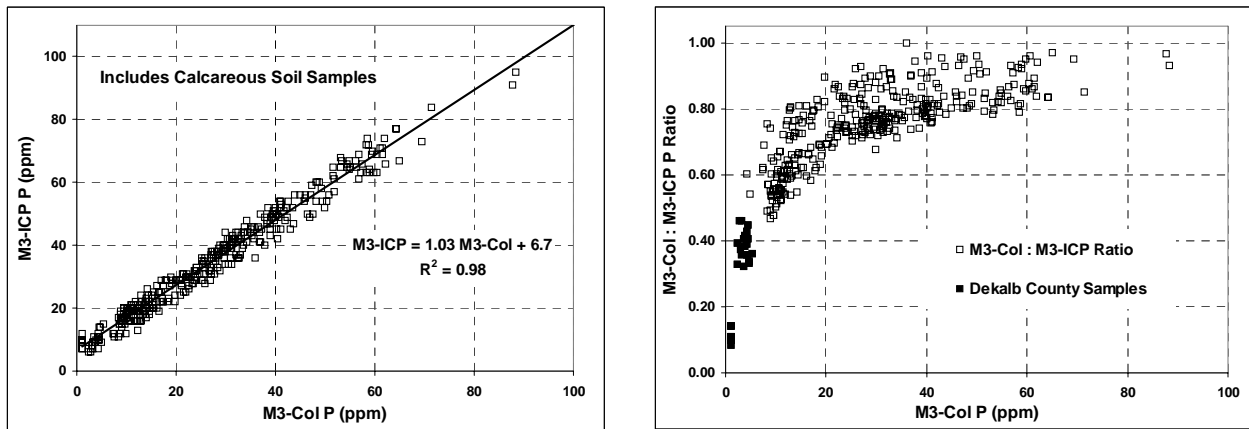 Includes Calcareous Soil Samples
M3-ICP = 1.03 M3-Col + 6.7
R² = 0.98
0
20
40
60
80
100
0 20 40 60 80 100
M3-Col P (ppm)
M3-ICP P (ppm)
M3-Col : M3-ICP Ratio
Dekalb County Samples
0.00
0.20
0.40
0.60
0.80
1.00
0 20 40 60 80 100
M3-Col P (ppm)
M3-Col : M3-ICP P Ratio